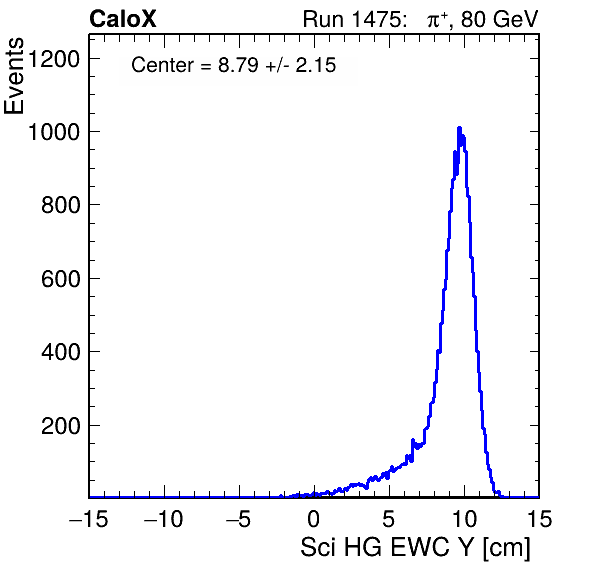 CaloX
Run 1475: π⁺, 80 GeV
Events
Center = 8.79 +/- 2.15
1200
1000
800
600
400
200
−15 −10 −5 0 5 10 15
Sci HG EWC Y [cm]